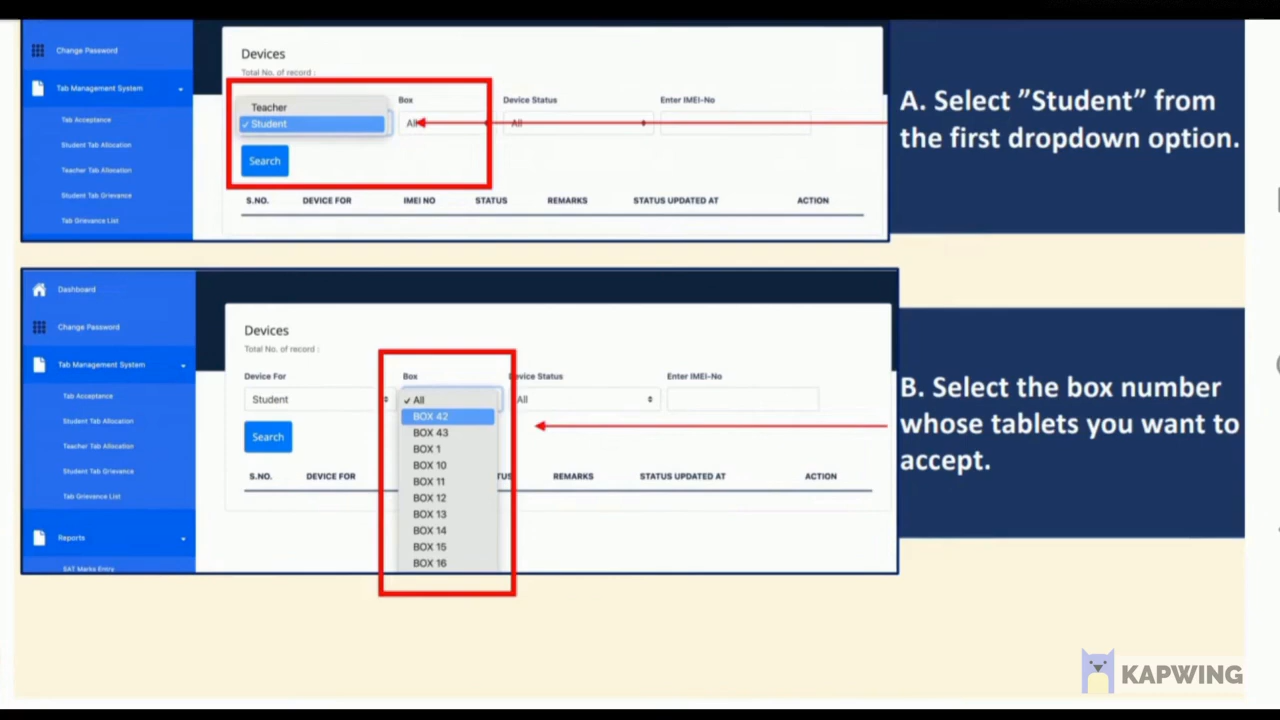 Change Password
Tab Management System
Tab Acceptance
Student Tab Allocation
Teacher Tab Allocation
Student Tab Grievance
Tab Grievance List
Devices
Total No. of record :
Teacher
✓ Student
Box
All
Device Status
All
Enter IMEI-No
Search
S.NO. DEVICE FOR IMEI NO STATUS REMARKS STATUS UPDATED AT ACTION
A. Select ”Student” from
the first dropdown option.
Dashboard
Change Password
Tab Management System
Tab Acceptance
Student Tab Allocation
Teacher Tab Allocation
Student Tab Grievance
Tab Grievance List
Reports
SAT Marks Entry
Devices
Total No. of record :
Device For
Student
Box
✓ All
BOX 42
BOX 43
BOX 1
BOX 10
BOX 11
BOX 12
BOX 13
BOX 14
BOX 15
BOX 16
Device Status
All
Enter IMEI-No
Search
S.NO. DEVICE FOR TUS REMARKS STATUS UPDATED AT ACTION
B. Select the box number
whose tablets you want to
accept.
KAPWING